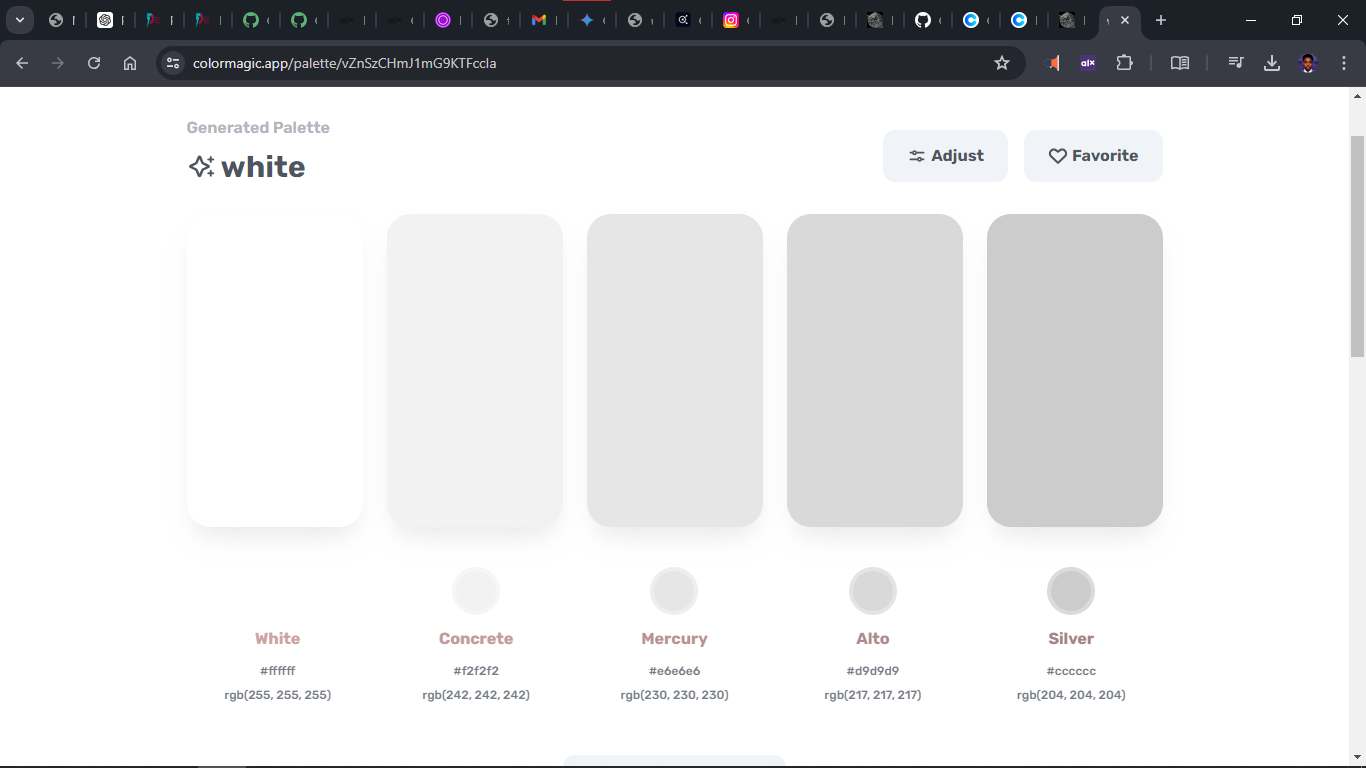 colormagic.app/palette/vZnSzCHmJ1mG9KTFccla
alx
Generated Palette
white
Adjust
Favorite
White
Concrete
Mercury
Alto
Silver
#ffffff
#f2f2f2
#e6e6e6
#d9d9d9
#cccccc
rgb(255, 255, 255)
rgb(242, 242, 242)
rgb(230, 230, 230)
rgb(217, 217, 217)
rgb(204, 204, 204)